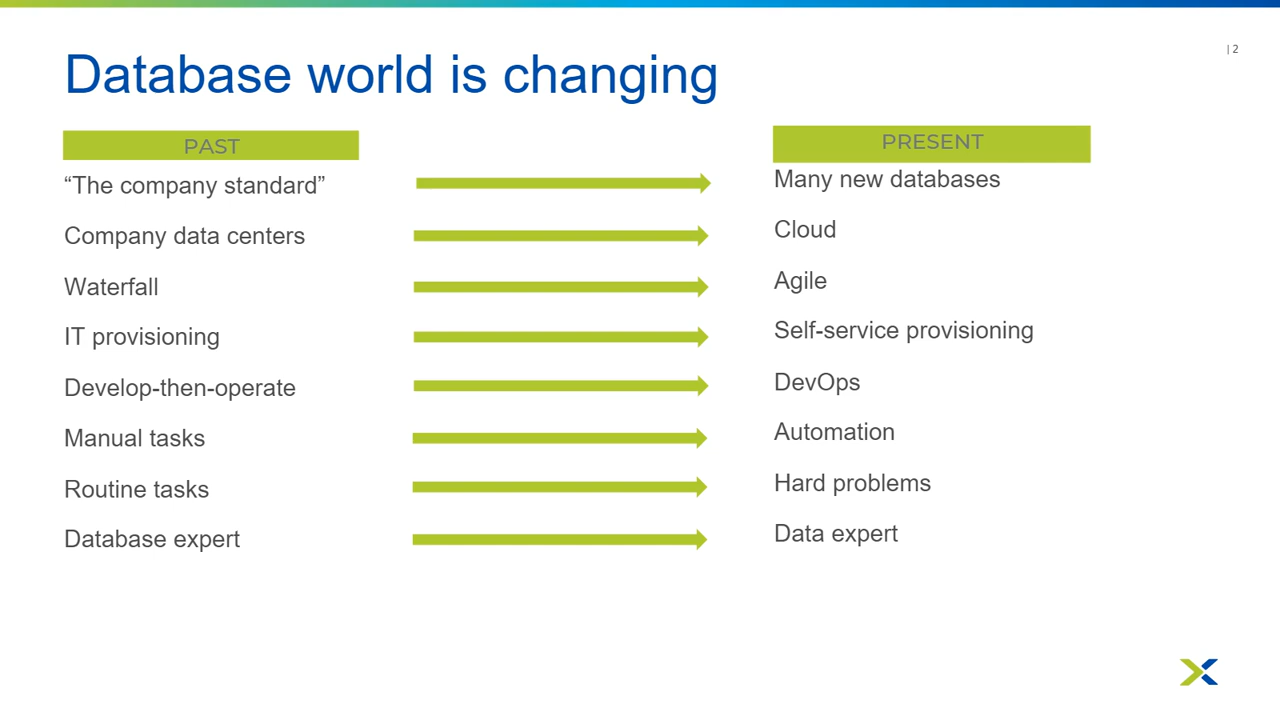 | 2
Database world is changing
PAST
PRESENT
“The company standard”
Many new databases
Company data centers
Cloud
Waterfall
Agile
IT provisioning
Self-service provisioning
Develop-then-operate
DevOps
Manual tasks
Automation
Routine tasks
Hard problems
Database expert
Data expert